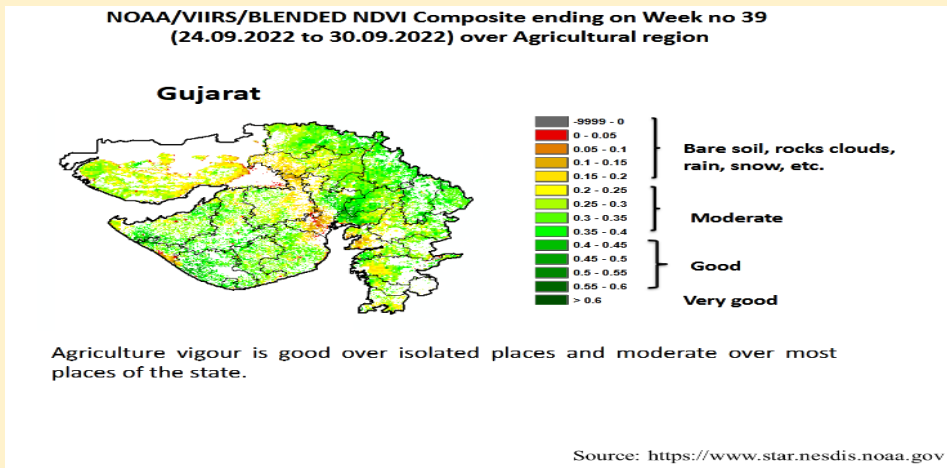 NOAA/VIIRS/BLENDED NDVI Composite ending on Week no 39
(24.09.2022 to 30.09.2022) over Agricultural region
Gujarat
-9999 - 0
0 - 0.05
0.05 - 0.1
0.1 - 0.15
0.15 - 0.2
0.2 - 0.25
0.25 - 0.3
0.3 - 0.35
0.35 - 0.4
0.4 - 0.45
0.45 - 0.5
0.5 - 0.55
0.55 - 0.6
> 0.6
Bare soil, rocks clouds,
rain, snow, etc.
Moderate
Good
Very good
Agriculture vigour is good over isolated places and moderate over most
places of the state.
Source: https://www.star.nesdis.noaa.gov